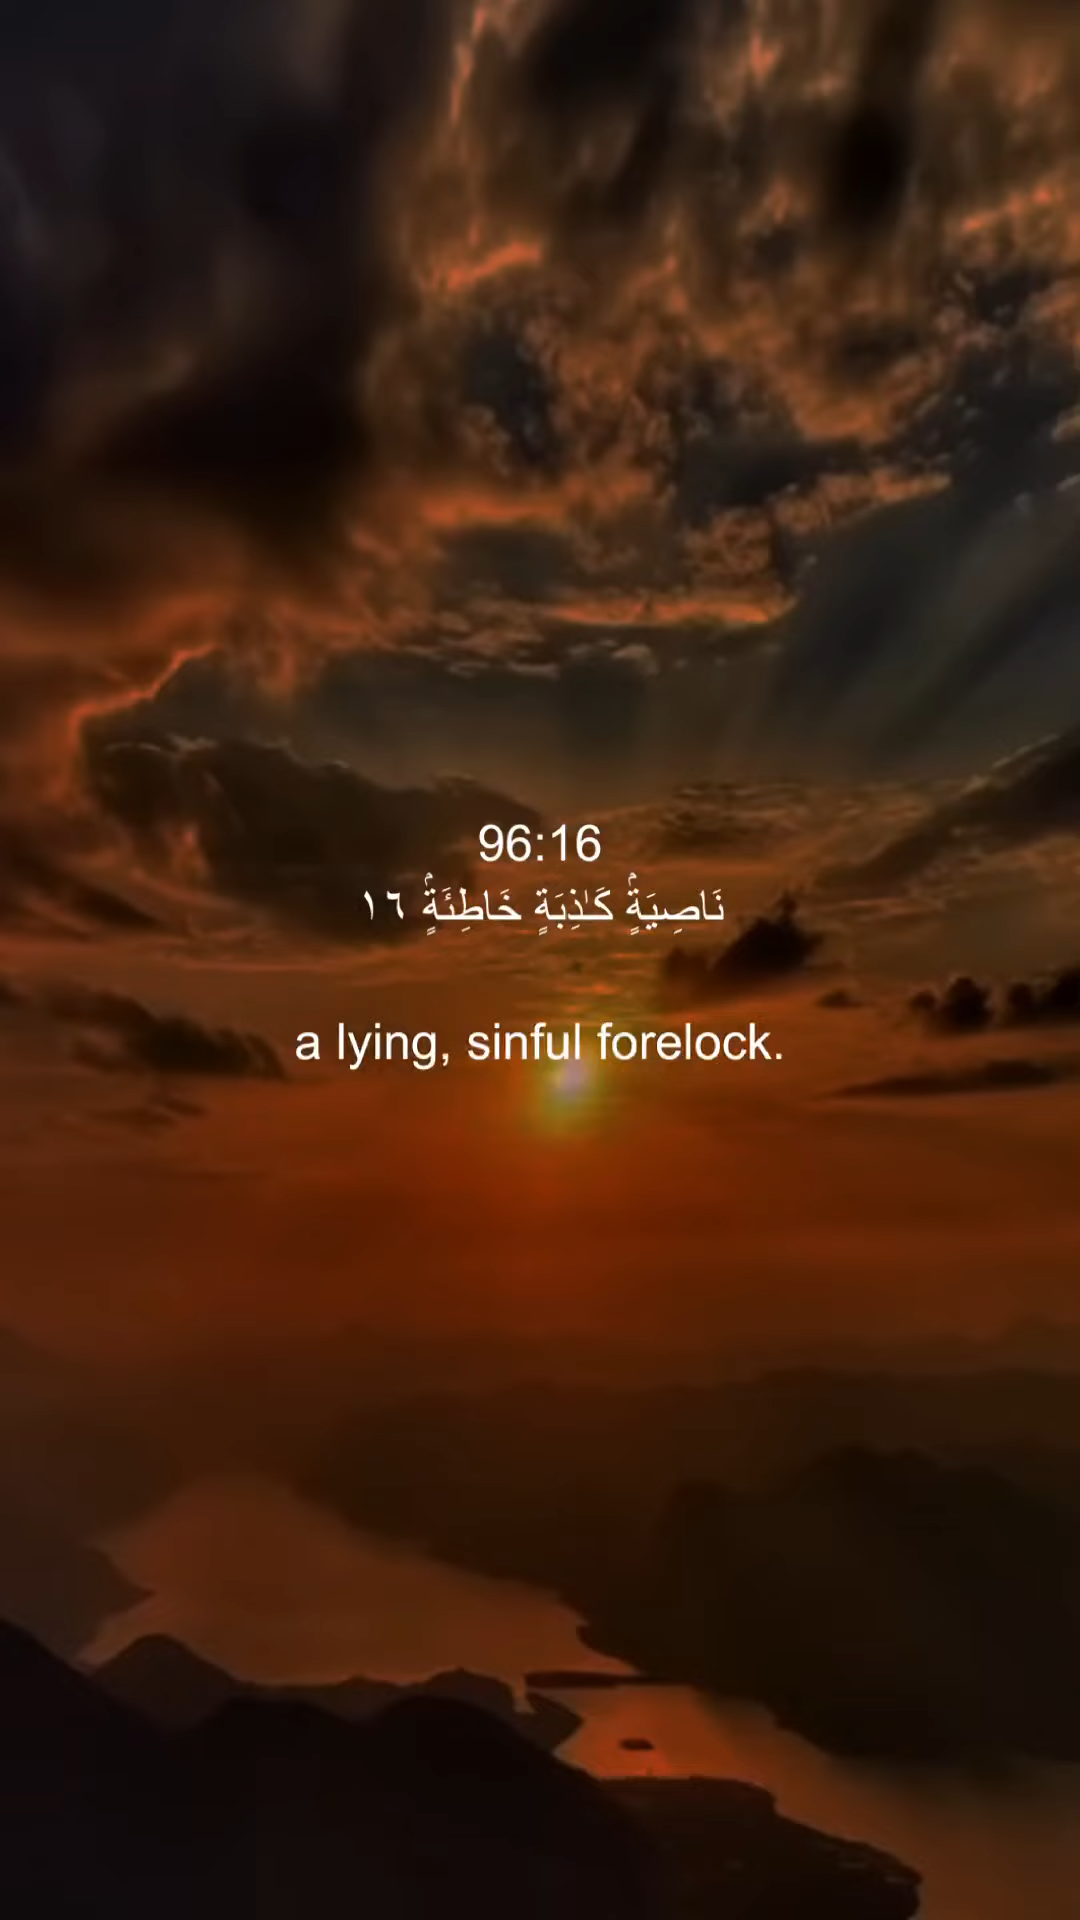 96:16
نَاصِيَةٍۢ كَـٰذِبَةٍ خَاطِئَةٍۢ ١٦
a lying, sinful forelock.